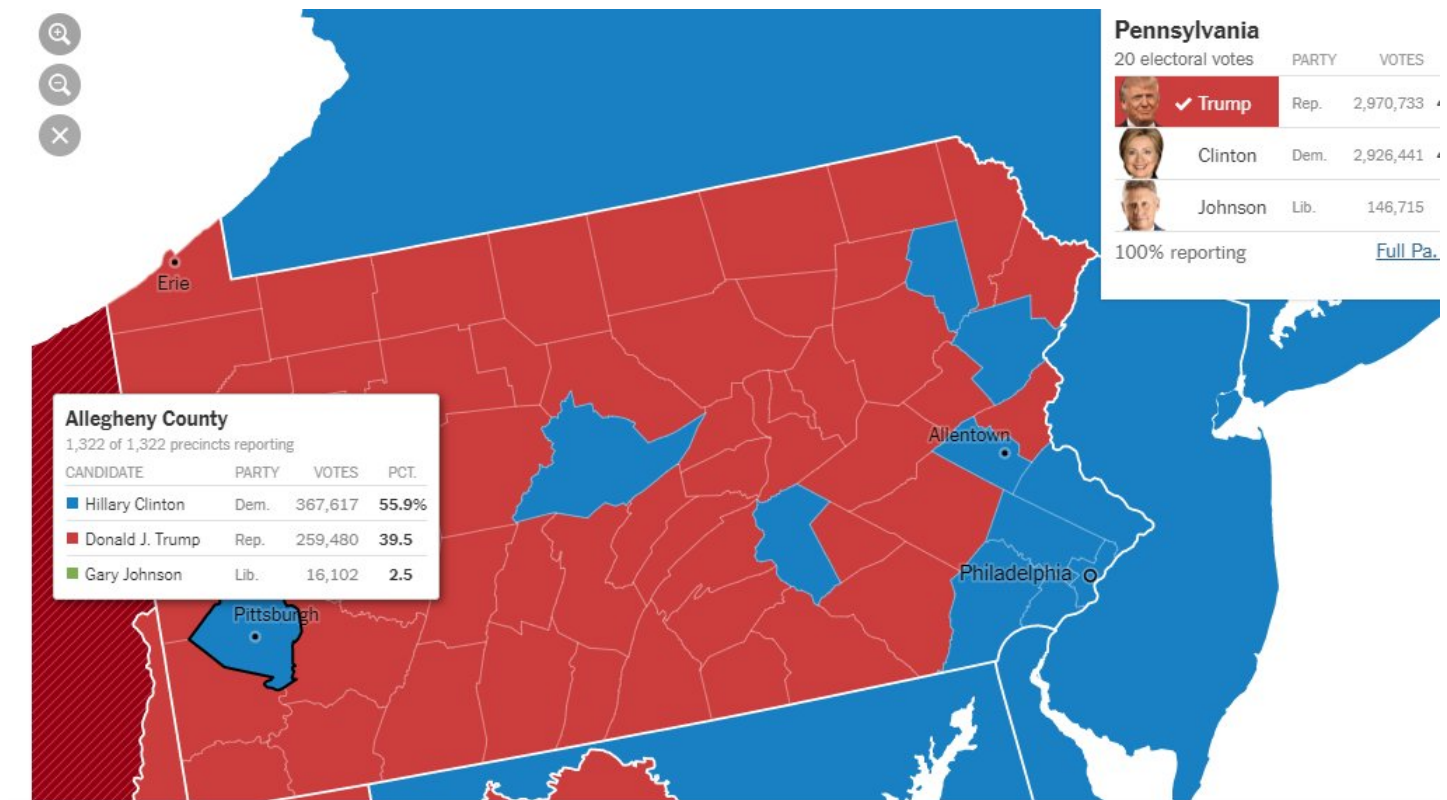 Pennsylvania
20 electoral votes PARTY VOTES
✓ Trump Rep. 2,970,733
Clinton Dem. 2,926,441
Johnson Lib. 146,715
100% reporting Full Pa.
Erie
Allegheny County
1,322 of 1,322 precincts reporting
CANDIDATE PARTY VOTES PCT.
Hillary Clinton Dem. 367,617 55.9%
Donald J. Trump Rep. 259,480 39.5
Gary Johnson Lib. 16,102 2.5
Allentown
Philadelphia
Pittsburgh